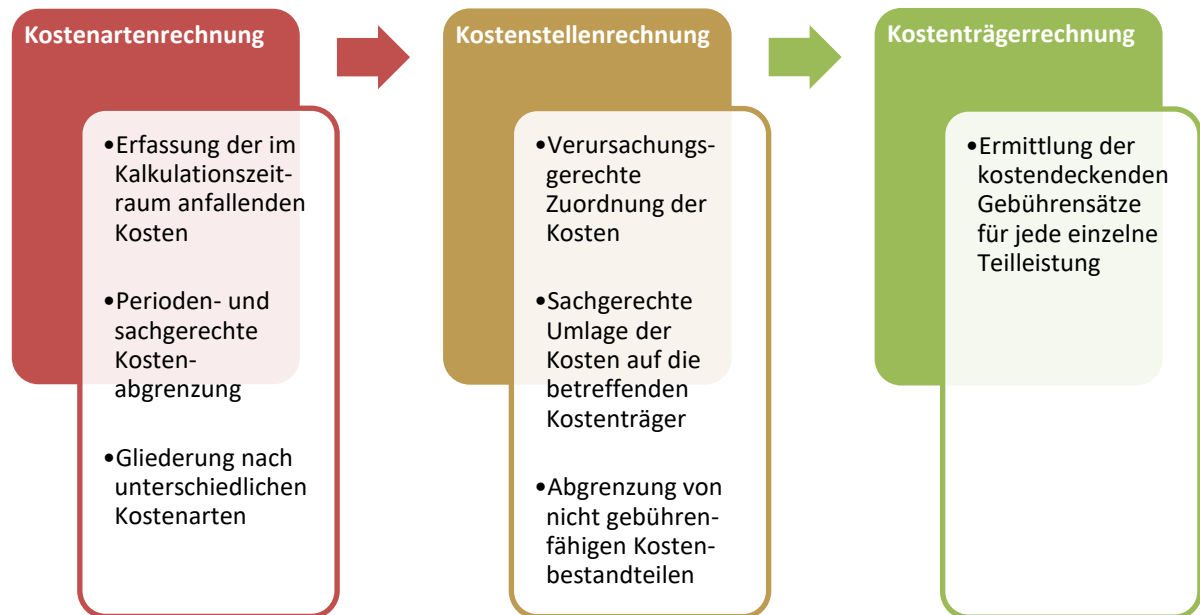 Kostenartenrechnung
•Erfassung der im
Kalkulationszeit-
raum anfallenden
Kosten
•Perioden- und
sachgerechte
Kosten-
abgrenzung
•Gliederung nach
unterschiedlichen
Kostenarten
Kostenstellenrechnung
•Verursachungs-
gerechte
Zuordnung der
Kosten
•Sachgerechte
Umlage der
Kosten auf die
betreffenden
Kostenträger
•Abgrenzung von
nicht gebühren-
fähigen Kosten-
bestandteilen
Kostenträgerrechnung
•Ermittlung der
kostendeckenden
Gebührensätze
für jede einzelne
Teilleistung